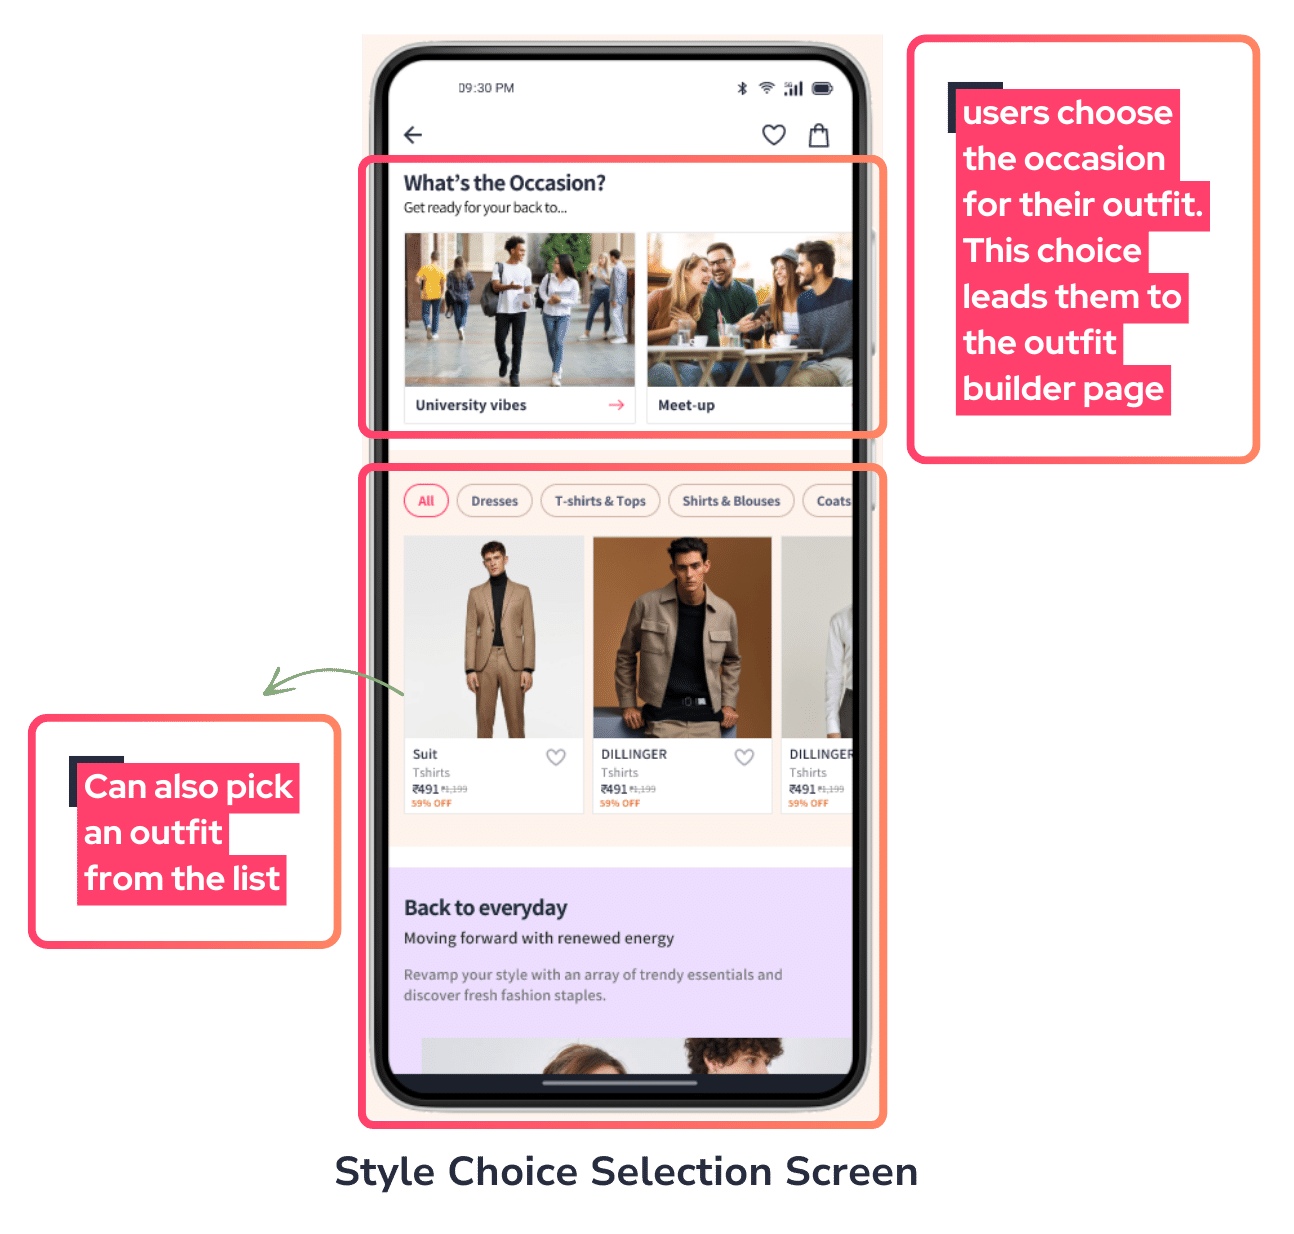 09:30 PM
5G
What's the Occasion?
Get ready for your back to...
University vibes
Meet-up
users choose
the occasion
for their outfit.
This choice
leads them to
the outfit
builder page
All
Dresses
T-shirts & Tops
Shirts & Blouses
Coats
Suit
Tshirts
₹491 ₹1,199
59% OFF
DILLINGER
Tshirts
₹491 ₹1,199
59% OFF
DILLINGER
Tshirts
₹491 ₹1,199
59% OFF
Can also pick
an outfit
from the list
Back to everyday
Moving forward with renewed energy
Revamp your style with an array of trendy essentials and
discover fresh fashion staples.
Style Choice Selection Screen